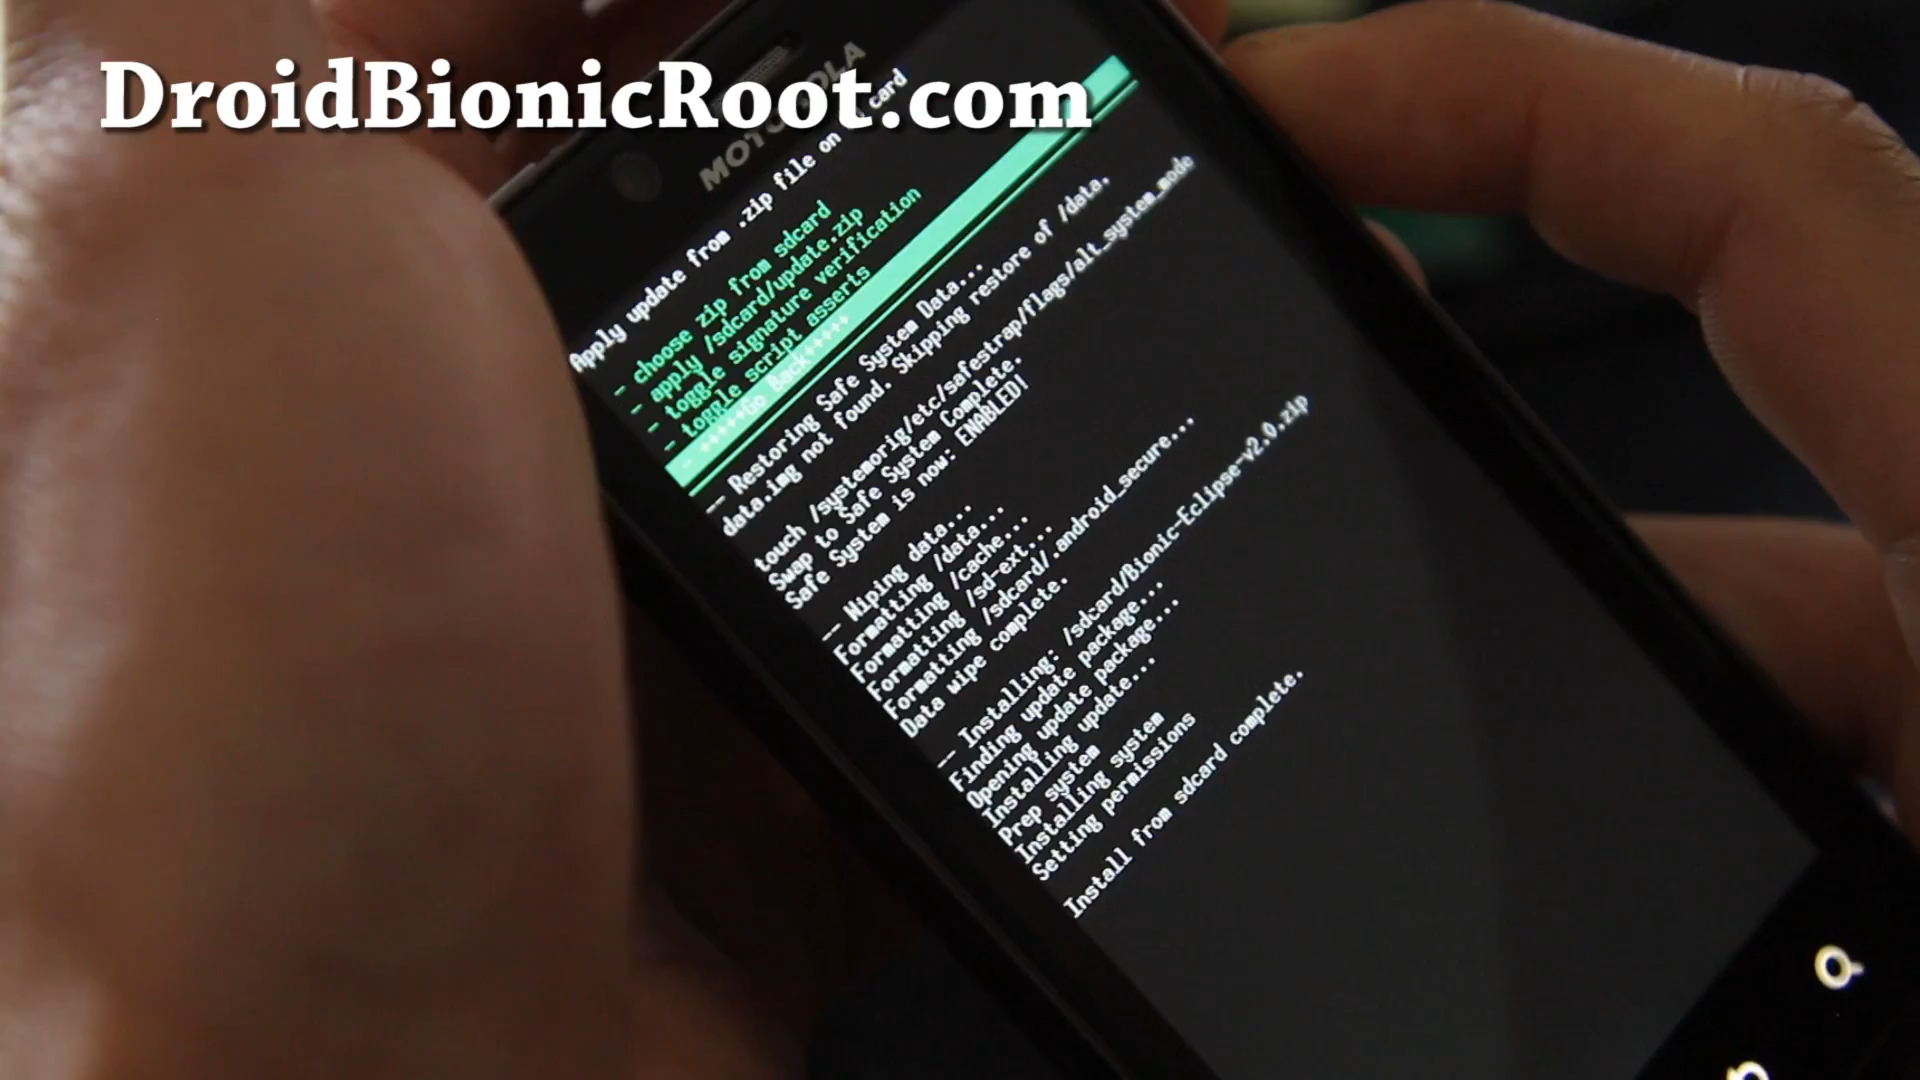 DroidBionicRoot.com
MOTOROLA
Apply update from .zip file on card
- choose zip from sdcard
- apply /sdcard/update.zip
- toggle signature verification
- toggle script asserts
- +++++Go Back+++++
-- Restoring Safe System Data...
data.img not found. Skipping restore of /data.
touch /systemorig/etc/safestrap/flags/alt_system_mode
Swap to Safe System Complete.
Safe System is now: ENABLED!
-- Wiping data...
Formatting /data...
Formatting /cache...
Formatting /sd-ext...
Formatting /sdcard/.android_secure...
Data wipe complete.
-- Installing: /sdcard/Bionic-Eclipse-v2.0.zip
Finding update package...
Opening update package...
Installing update...
Prep system
Installing system
Setting permissions
Install from sdcard complete.